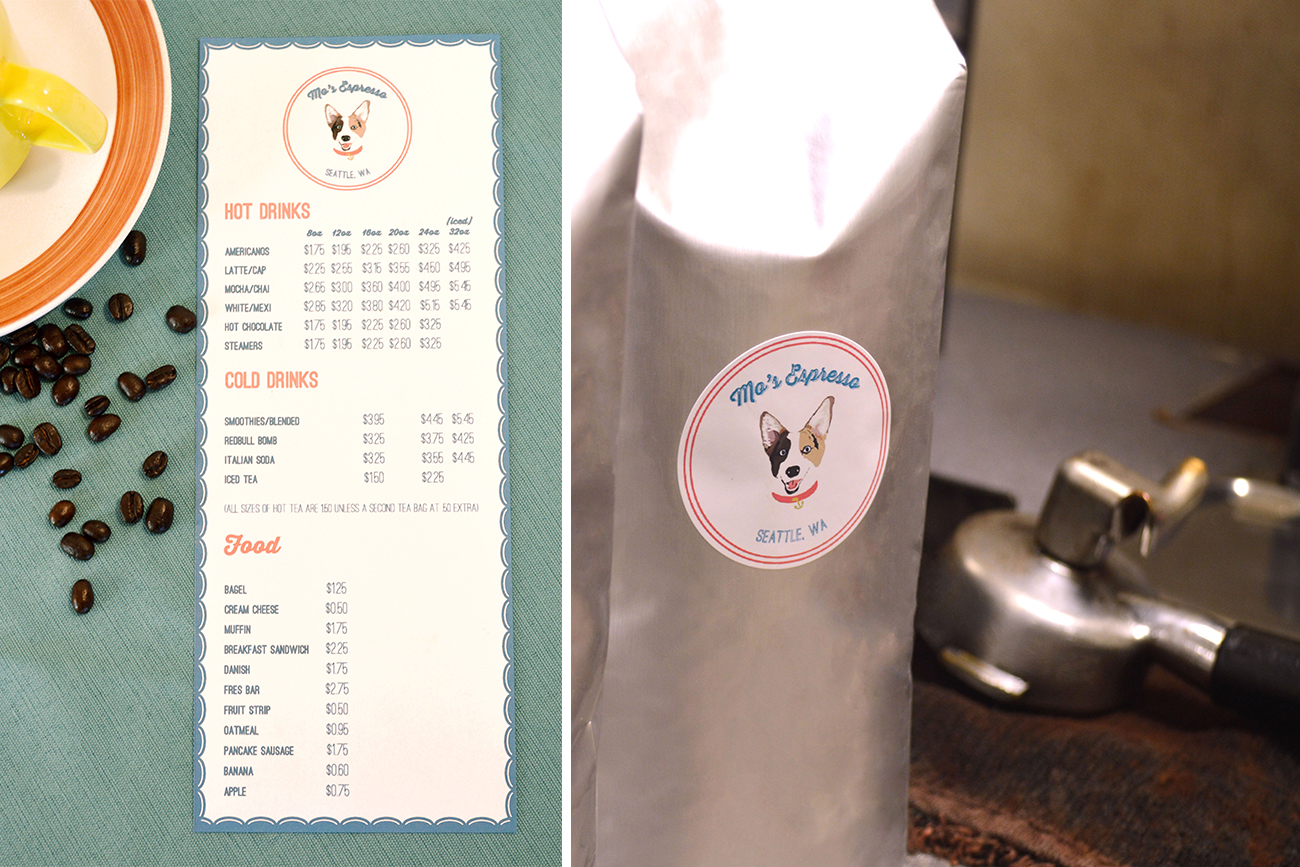 Mo's Espresso
SEATTLE, WA
HOT DRINKS
(iced)
8oz 12oz 16oz 20oz 24oz 32oz
AMERICANOS $1.75 $1.95 $2.25 $2.60 $3.25 $4.25
LATTE/CAP $2.25 $2.55 $3.15 $3.55 $4.50 $4.95
MOCHA/CHAI $2.65 $3.00 $3.60 $4.00 $4.95 $5.45
WHITE/MEXI $2.85 $3.20 $3.80 $4.20 $5.15 $5.45
HOT CHOCOLATE $1.75 $1.95 $2.25 $2.60 $3.25
STEAMERS $1.75 $1.95 $2.25 $2.60 $3.25
COLD DRINKS
SMOOTHIES/BLENDED $3.95 $4.45 $5.45
REDBULL BOMB $3.25 $3.75 $4.25
ITALIAN SODA $3.25 $3.55 $4.45
ICED TEA $1.50 $2.25
(ALL SIZES OF HOT TEA ARE 1.50 UNLESS A SECOND TEA BAG AT .50 EXTRA)
Food
BAGEL $1.25
CREAM CHEESE $0.50
MUFFIN $1.75
BREAKFAST SANDWICH $2.25
DANISH $1.75
FRES BAR $2.75
FRUIT STRIP $0.50
OATMEAL $0.95
PANCAKE SAUSAGE $1.75
BANANA $0.60
APPLE $0.75
Mo's Espresso
SEATTLE, WA